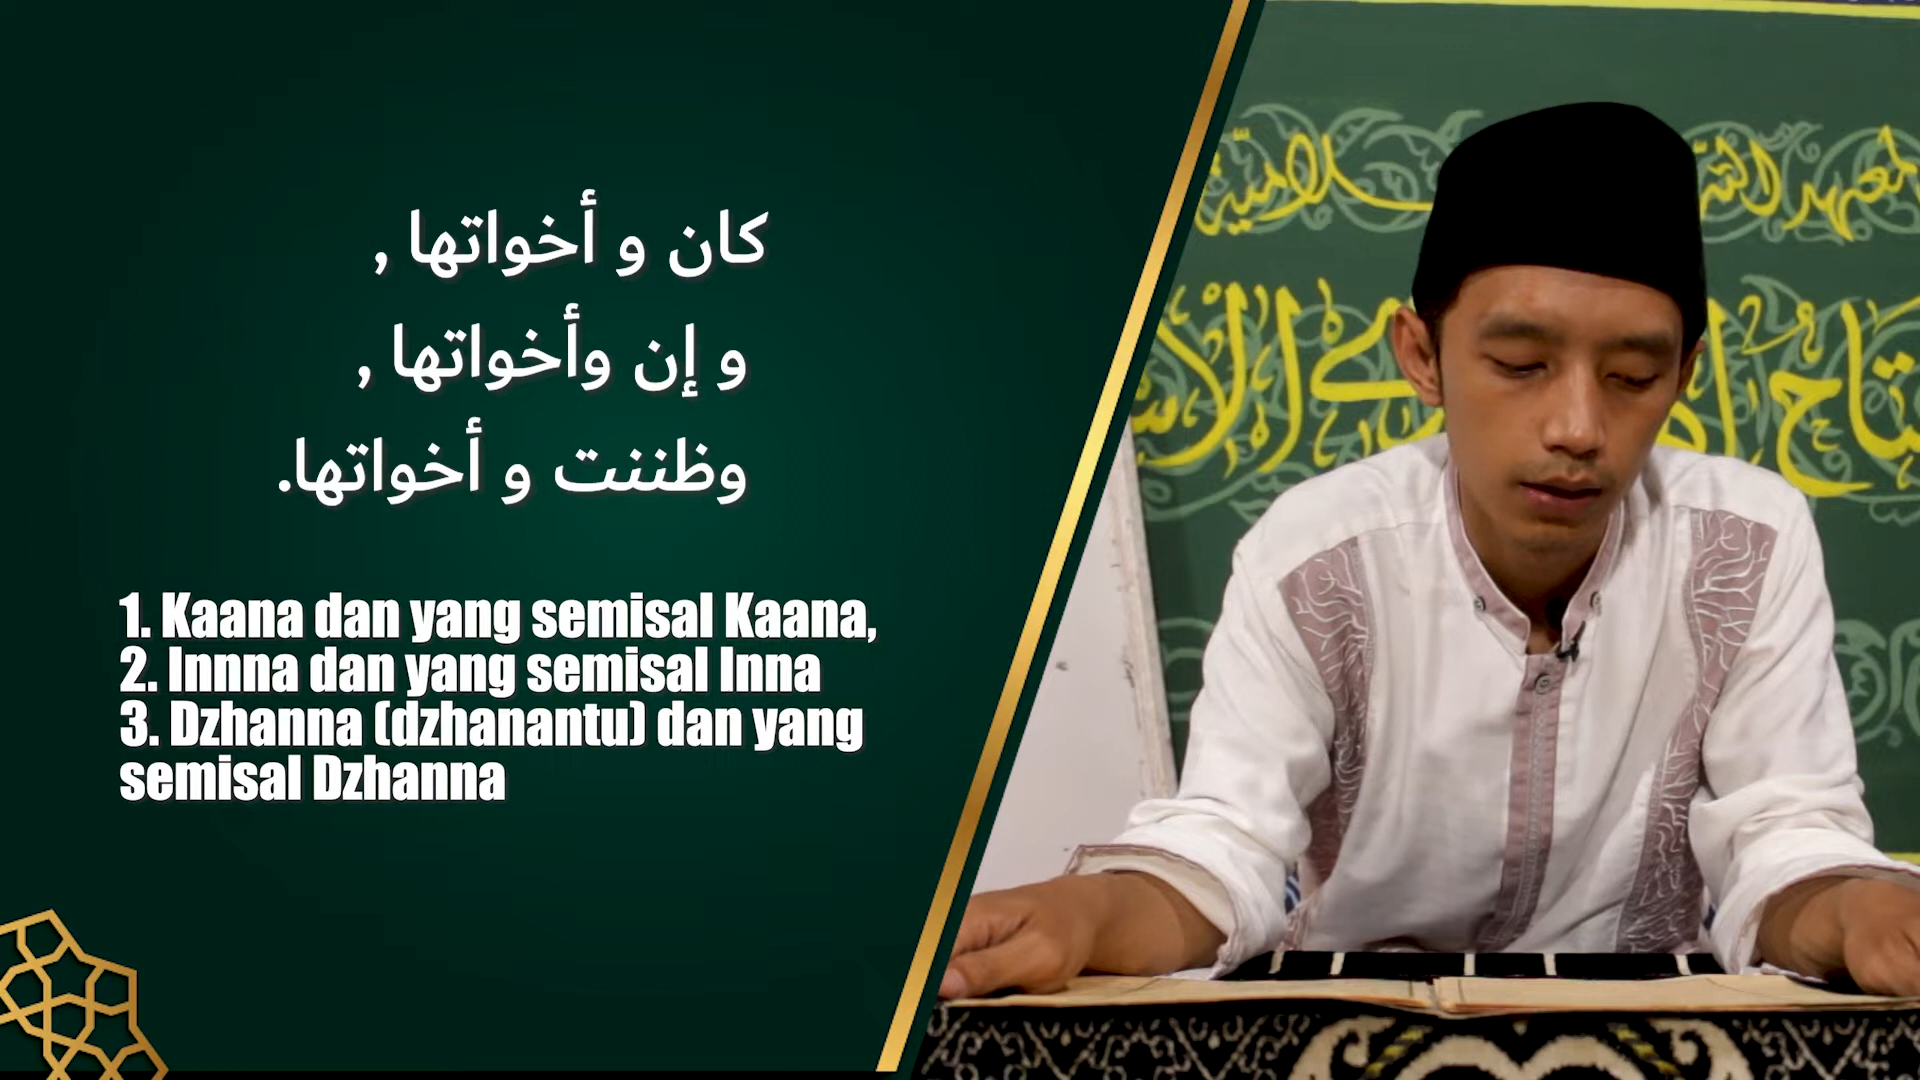 كان و أخواتها ,
و إن وأخواتها ,
وظننت و أخواتها.
1. Kaana dan yang semisal Kaana,
2. Innna dan yang semisal Inna
3. Dzhanna (dzhanantu) dan yang
semisal Dzhanna